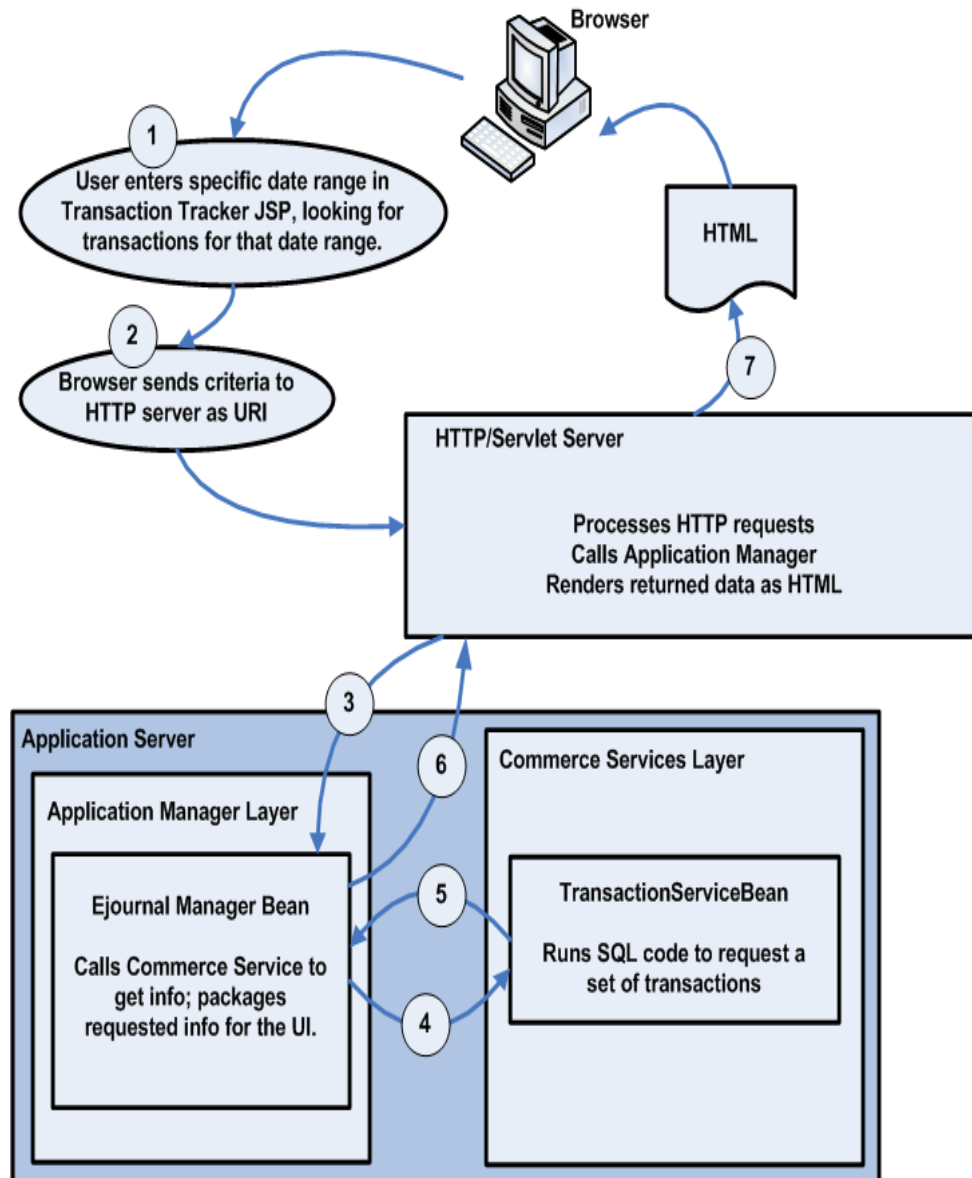 Browser
1
User enters specific date range in
Transaction Tracker JSP, looking for
transactions for that date range.
HTML
2
Browser sends criteria to
HTTP server as URI
7
HTTP/Servlet Server
Processes HTTP requests
Calls Application Manager
Renders returned data as HTML
3
Application Server
6
Commerce Services Layer
Application Manager Layer
Ejournal Manager Bean
Calls Commerce Service to
get info; packages
requested info for the UI.
5
4
TransactionServiceBean
Runs SQL code to request a
set of transactions